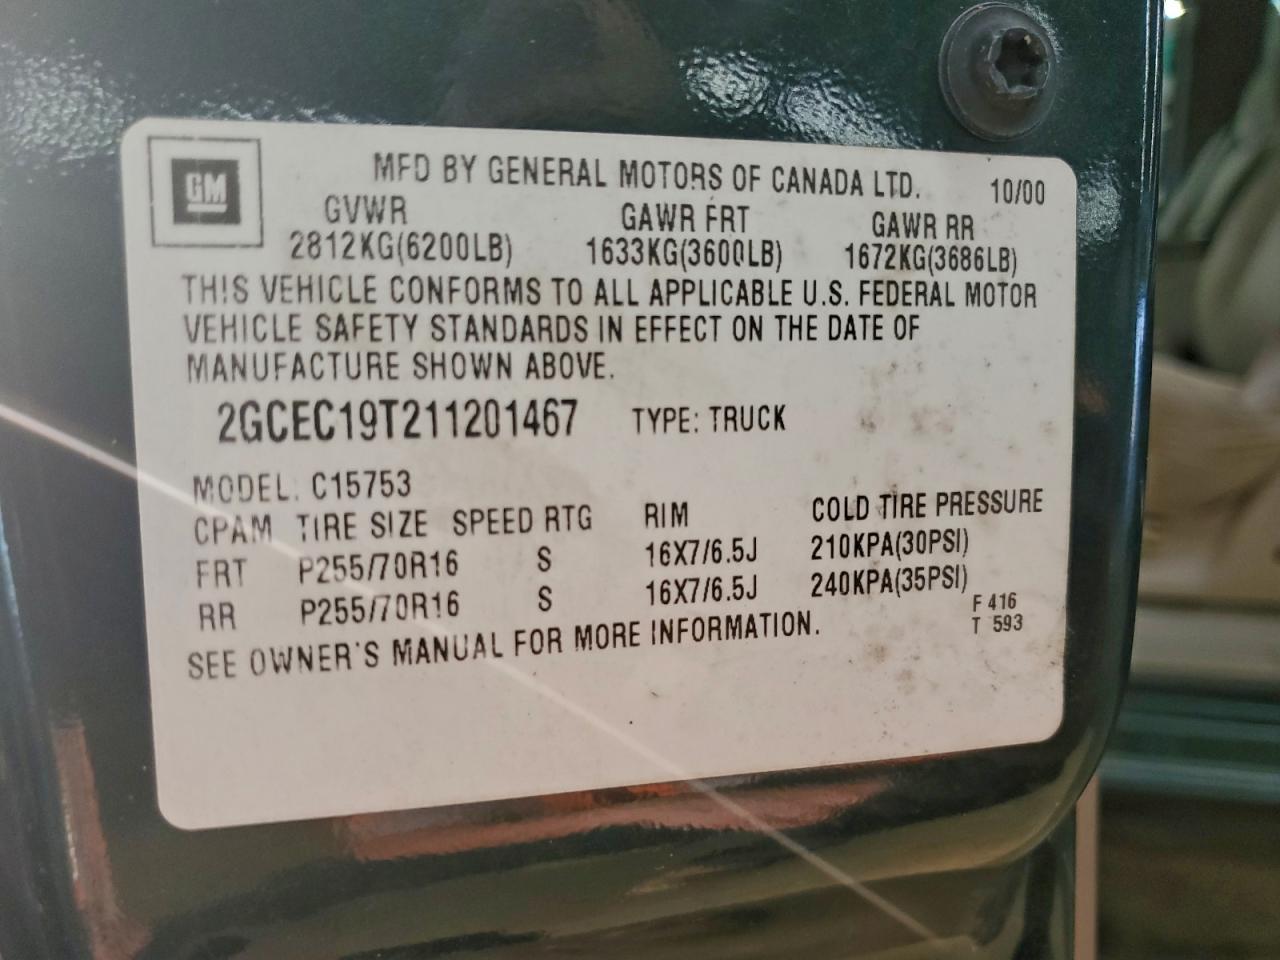 GM
MFD BY GENERAL MOTORS OF CANADA LTD. 10/00
GVWR GAWR FRT GAWR RR
2812KG(6200LB) 1633KG(3600LB) 1672KG(3686LB)
THIS VEHICLE CONFORMS TO ALL APPLICABLE U.S. FEDERAL MOTOR
VEHICLE SAFETY STANDARDS IN EFFECT ON THE DATE OF
MANUFACTURE SHOWN ABOVE.
2GCEC19T211201467 TYPE: TRUCK
MODEL: C15753
CPAM TIRE SIZE SPEED RTG RIM COLD TIRE PRESSURE
FRT P255/70R16 S 16X7/6.5J 210KPA(30PSI)
RR P255/70R16 S 16X7/6.5J 240KPA(35PSI)
SEE OWNER'S MANUAL FOR MORE INFORMATION.
F 416
T 593